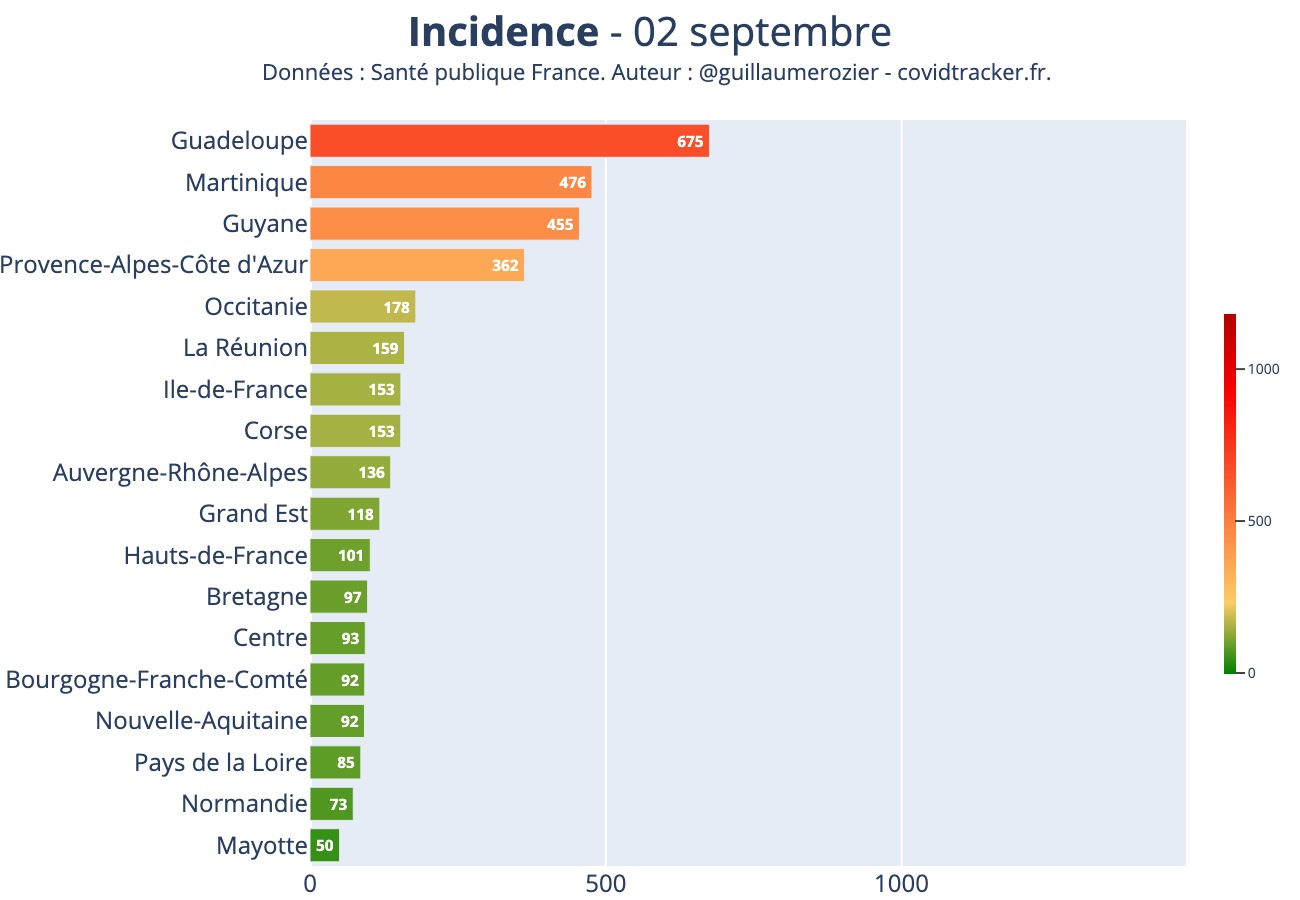 Incidence - 02 septembre
Données : Santé publique France. Auteur : @guillaumerozier - covidtracker.fr.
Guadeloupe 675
Martinique 476
Guyane 455
Provence-Alpes-Côte d'Azur 362
Occitanie 178
La Réunion 159
Ile-de-France 153
Corse 153
Auvergne-Rhône-Alpes 136
Grand Est 118
Hauts-de-France 101
Bretagne 97
Centre 93
Bourgogne-Franche-Comté 92
Nouvelle-Aquitaine 92
Pays de la Loire 85
Normandie 73
Mayotte 50
0 500 1000
1000
500
0